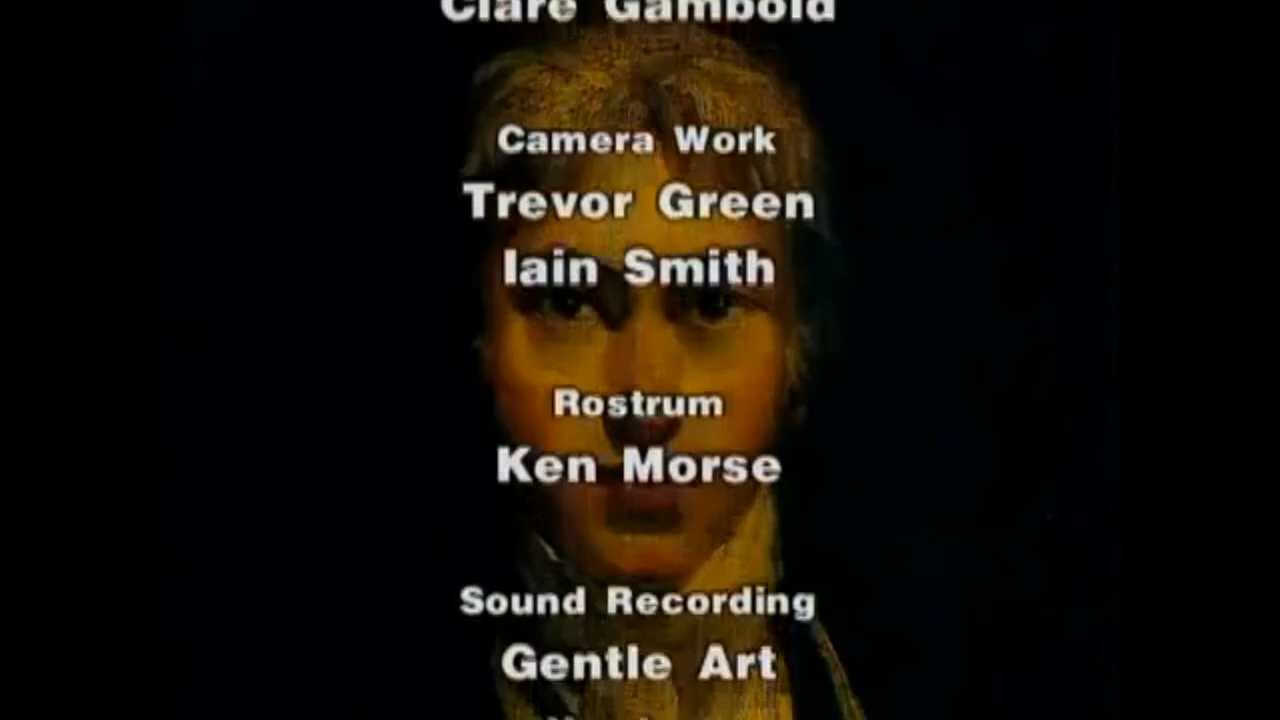 Clare Gambold
Camera Work
Trevor Green
Iain Smith
Rostrum
Ken Morse
Sound Recording
Gentle Art